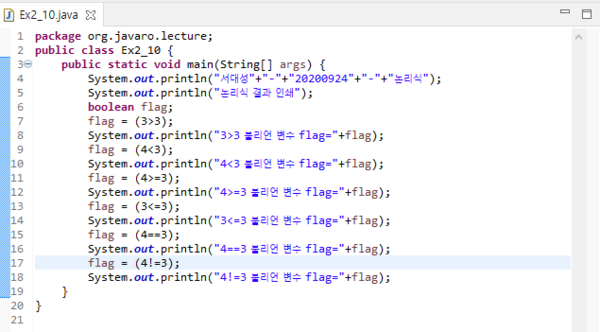 Ex2_10.java
1 package org.javaro.lecture;
2 public class Ex2_10 {
3 public static void main(String[] args) {
4 System.out.println("서대성"+"-"+"20200924"+"-"+"논리식");
5 System.out.println("논리식 결과 인쇄");
6 boolean flag;
7 flag = (3>3);
8 System.out.println("3>3 불리언 변수 flag="+flag);
9 flag = (4<3);
10 System.out.println("4<3 불리언 변수 flag="+flag);
11 flag = (4>=3);
12 System.out.println("4>=3 불리언 변수 flag="+flag);
13 flag = (3<=3);
14 System.out.println("3<=3 불리언 변수 flag="+flag);
15 flag = (4==3);
16 System.out.println("4==3 불리언 변수 flag="+flag);
17 flag = (4!=3);
18 System.out.println("4!=3 불리언 변수 flag="+flag);
19 }
20 }
21